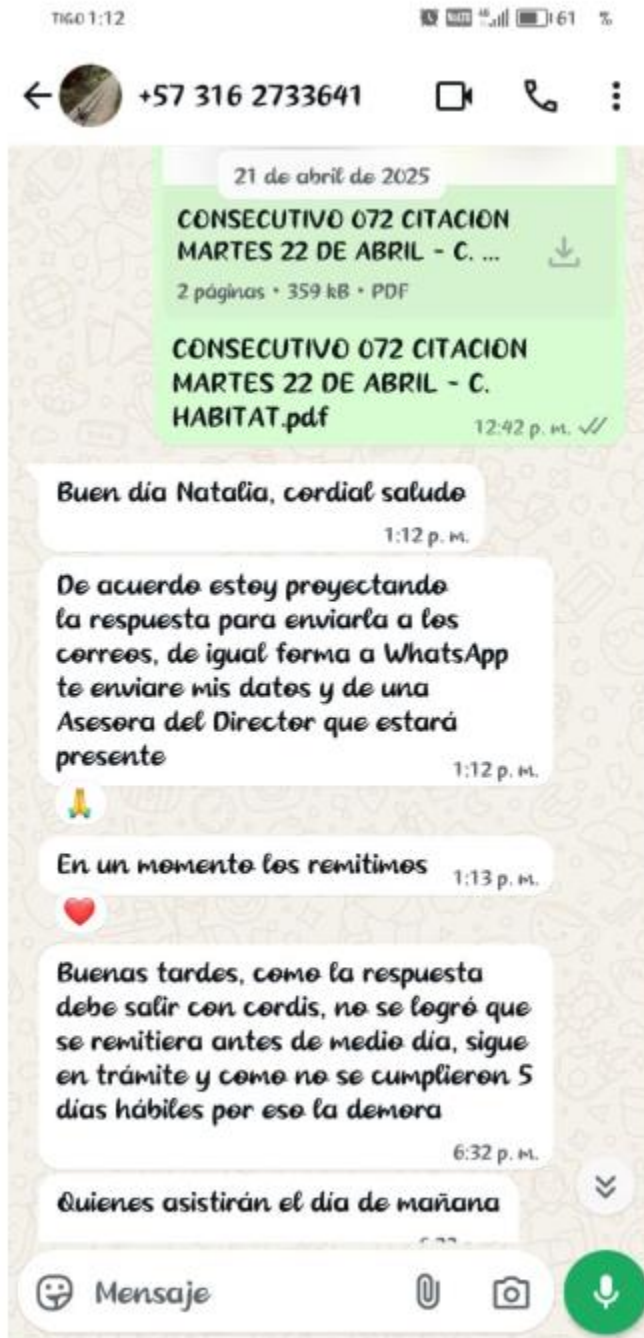 TIGO 1:12
61 %
+57 316 2733641
21 de abril de 2025
CONSECUTIVO 072 CITACION
MARTES 22 DE ABRIL - C. ...
2 páginas • 359 kB • PDF
CONSECUTIVO 072 CITACION
MARTES 22 DE ABRIL - C.
HABITAT.pdf
12:42 p. m.
Buen día Natalia, cordial saludo
1:12 p. m.
De acuerdo estoy proyectando
la respuesta para enviarla a los
correos, de igual forma a WhatsApp
te enviare mis datos y de una
Asesora del Director que estará
presente
1:12 p. m.
En un momento los remitimos
1:13 p. m.
Buenas tardes, como la respuesta
debe salir con cordis, no se logró que
se remitiera antes de medio día, sigue
en trámite y como no se cumplieron 5
días hábiles por eso la demora
6:32 p. m.
Quienes asistirán el día de mañana
Mensaje